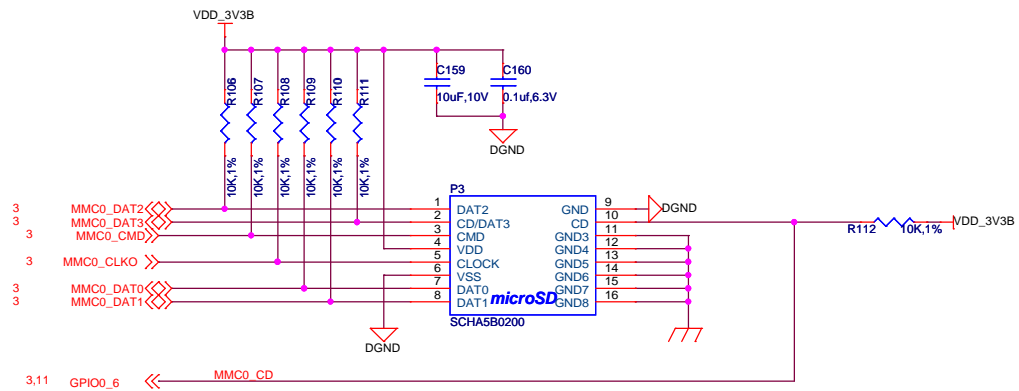 VDD_3V3B
R106
R107
R108
R109
R110
R111
10K,1%
10K,1%
10K,1%
10K,1%
10K,1%
10K,1%
C159
10uF,10V
C160
0.1uf,6.3V
DGND
P3
3 MMC0_DAT2 1 DAT2 GND 9 DGND
3 MMC0_DAT3 2 CD/DAT3 CD 10
3 MMC0_CMD 3 CMD GND3 11
4 VDD GND4 12
3 MMC0_CLKO 5 CLOCK GND5 13
6 VSS GND6 14
3 MMC0_DAT0 7 DAT0 GND7 15
3 MMC0_DAT1 8 DAT1 GND8 16
microSD
SCHA5B0200
R112 10K,1% VDD_3V3B
DGND
3,11 GPIO0_6 MMC0_CD